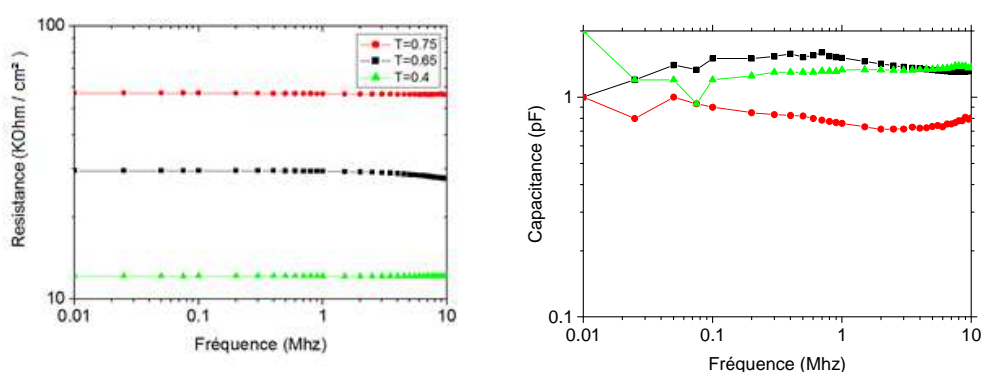 100
T=0.75
T=0.65
T=0.4
Resistance (KOhm / cm²)
10
0.01 0.1 1 10
Fréquence (Mhz)
1
Capacitance (pF)
0.1
0.01 0.1 1 10
Fréquence (Mhz)